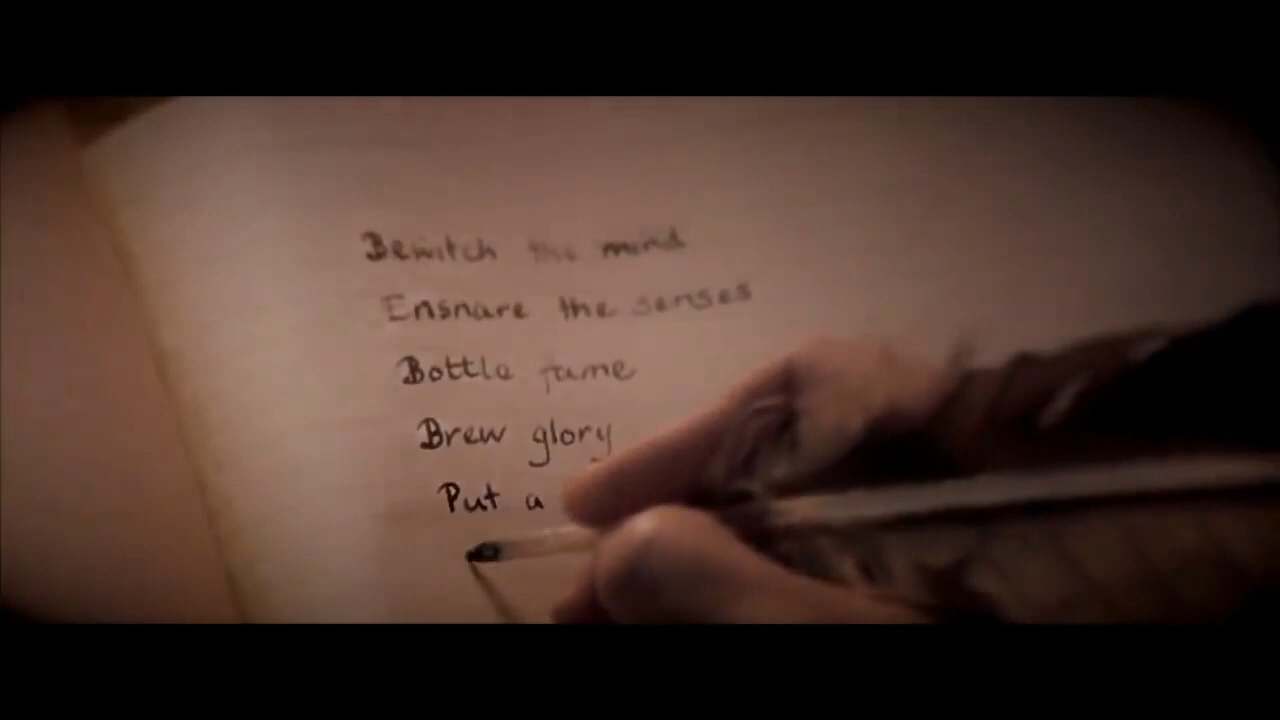 Bewitch the mind
Ensnare the senses
Bottle fame
Brew glory
Put a